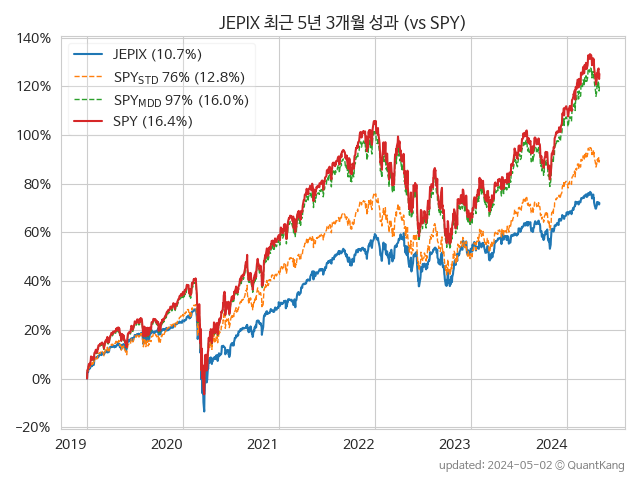 JEPIX 최근 5년 3개월 성과 (vs SPY)
140%
120%
100%
80%
60%
40%
20%
0%
−20%
JEPIX (10.7%)
SPY_STD 76% (12.8%)
SPY_MDD 97% (16.0%)
SPY (16.4%)
2019 2020 2021 2022 2023 2024
updated: 2024-05-02 © QuantKang